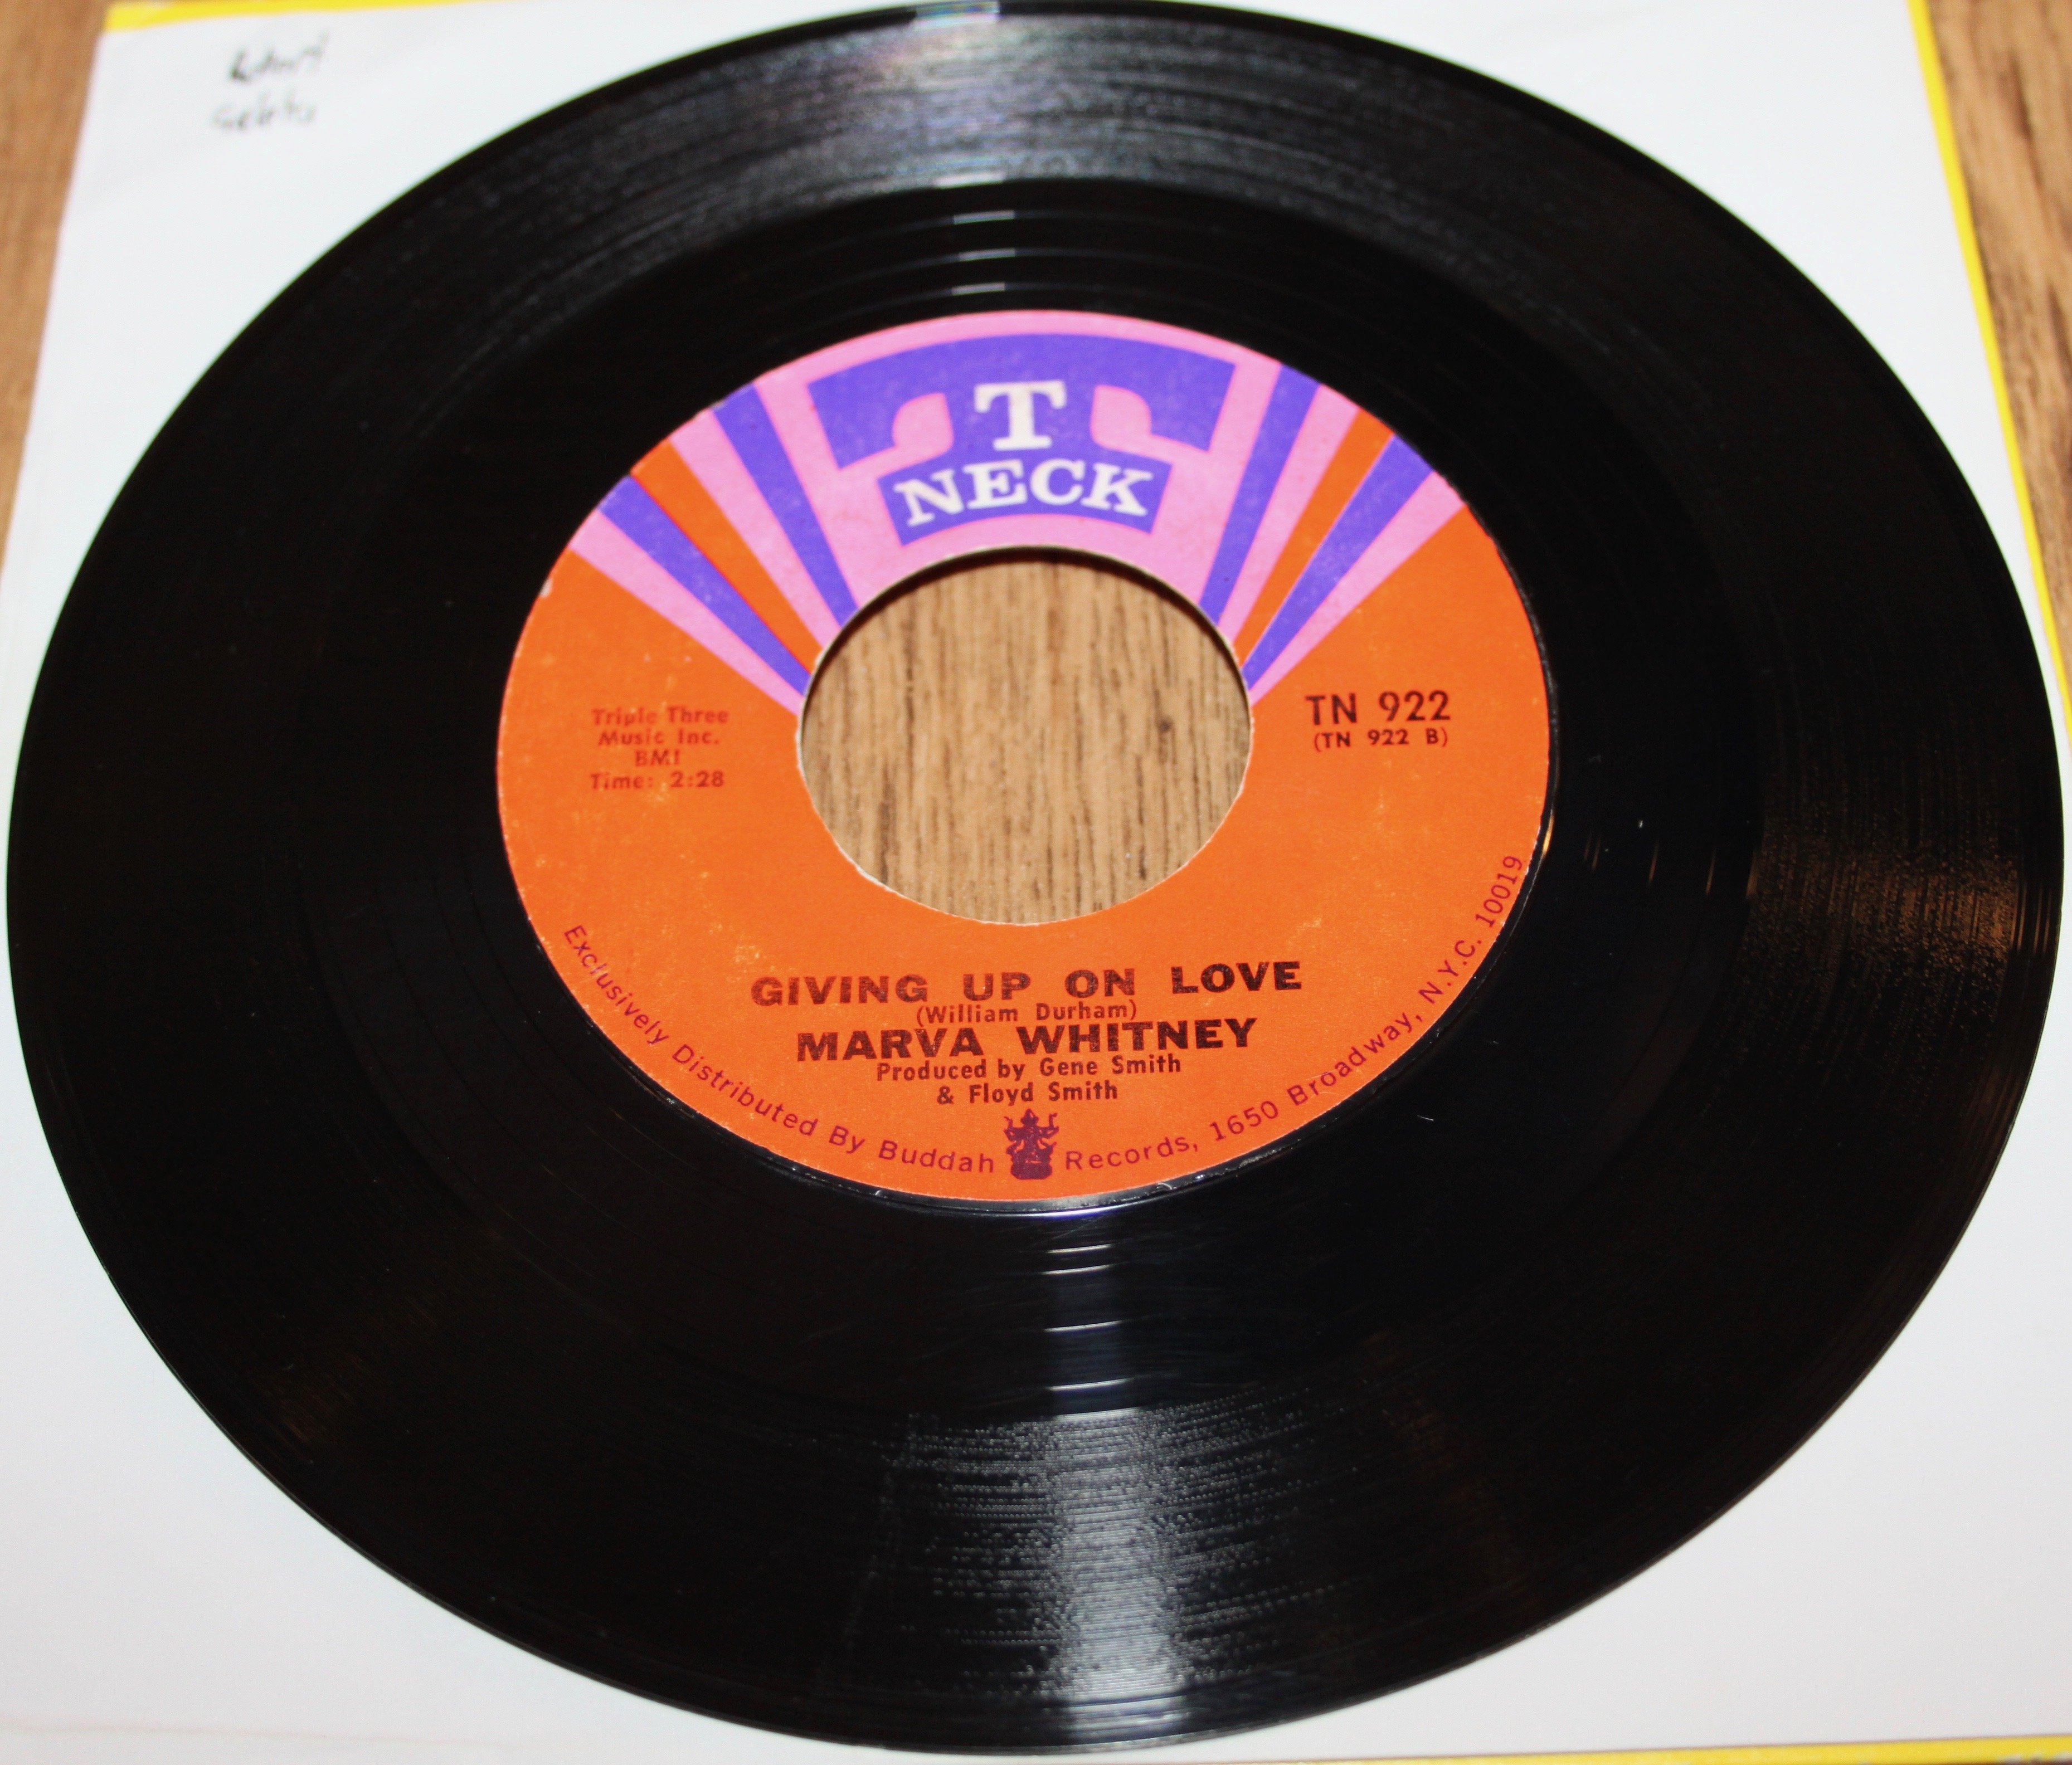 T
NECK
Triple Three
Music Inc.
BMI
Time: 2:28
TN 922
(TN 922 B)
GIVING UP ON LOVE
(William Durham)
MARVA WHITNEY
Produced by Gene Smith
& Floyd Smith
Exclusively Distributed By Buddah Records, 1650 Broadway, N.Y.C. 10019